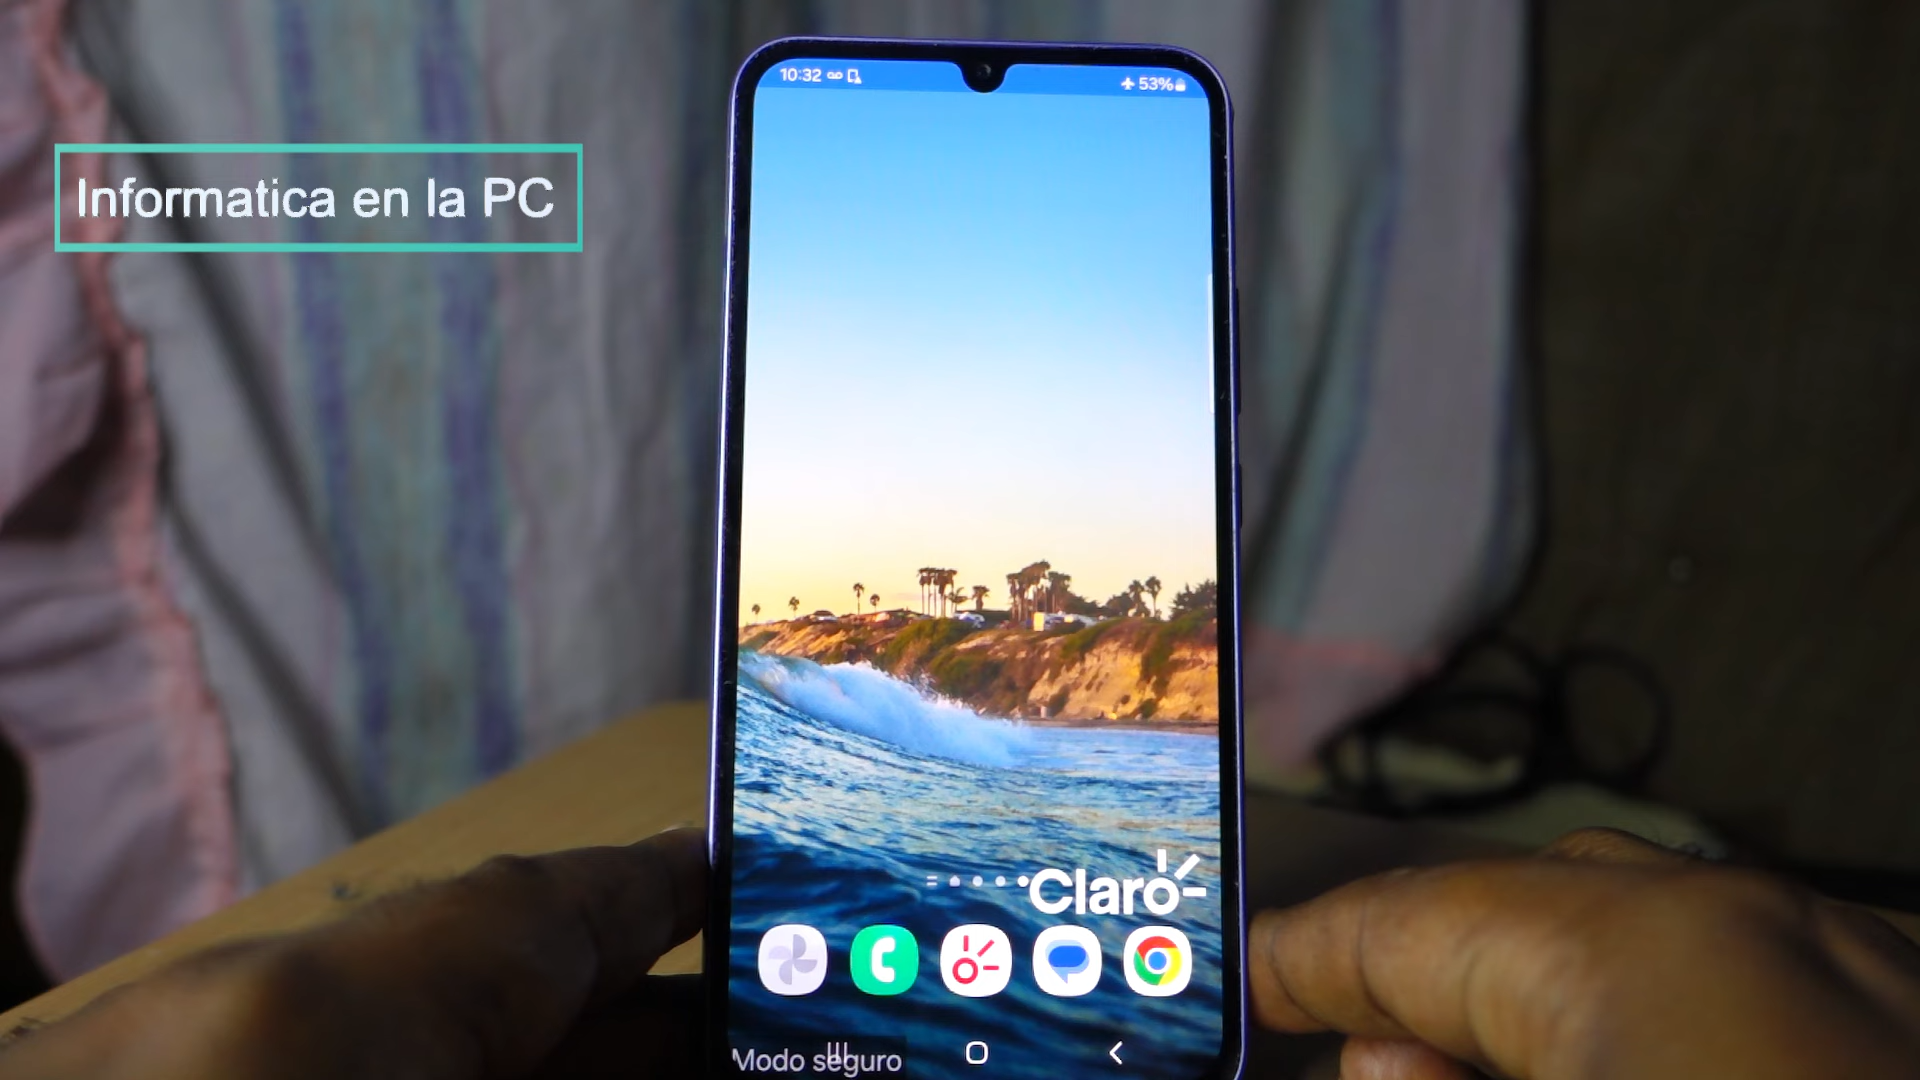 Informatica en la PC
10:32
53%
Claro
Modo seguro